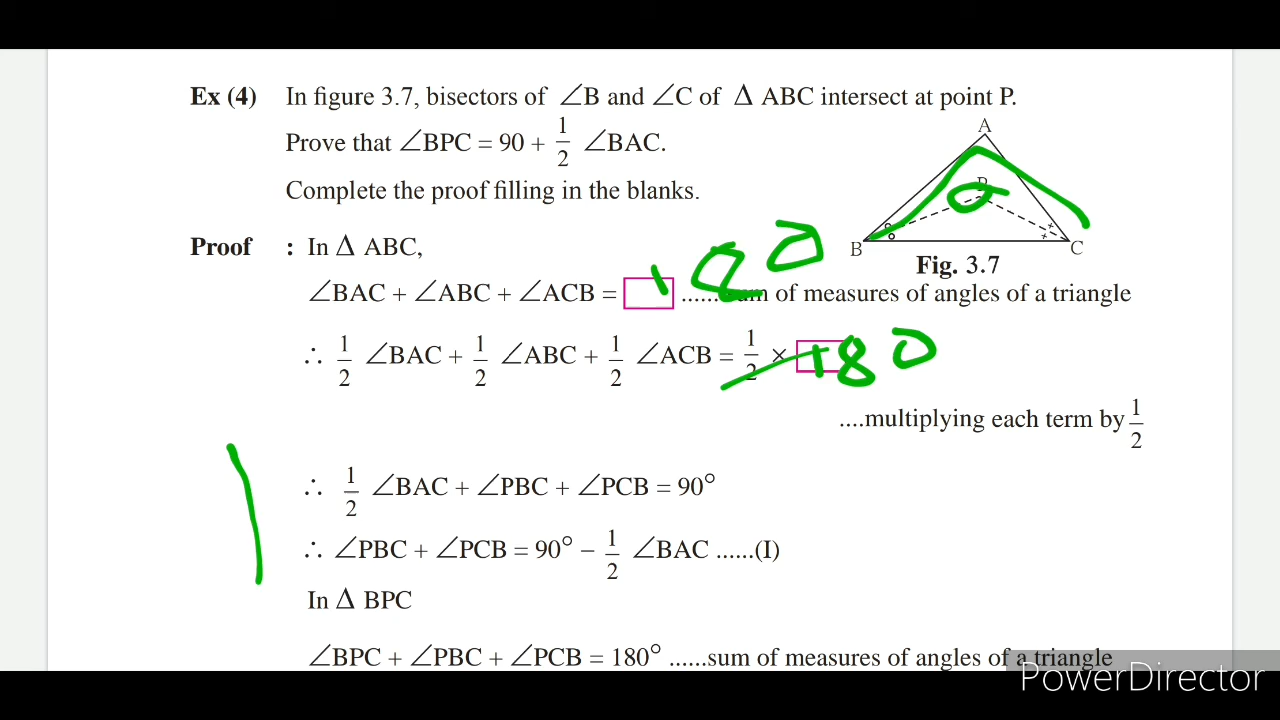 Ex (4) In figure 3.7, bisectors of ∠B and ∠C of Δ ABC intersect at point P.
Prove that ∠BPC = 90 + 1/2 ∠BAC.
Complete the proof filling in the blanks.
A
B
C
Fig. 3.7
Proof : In Δ ABC,
∠BAC + ∠ABC + ∠ACB = 180 ...... sum of measures of angles of a triangle
∴ 1/2 ∠BAC + 1/2 ∠ABC + 1/2 ∠ACB = 1/2 × 180
....multiplying each term by 1/2
∴ 1/2 ∠BAC + ∠PBC + ∠PCB = 90°
∴ ∠PBC + ∠PCB = 90° – 1/2 ∠BAC ......(I)
In Δ BPC
∠BPC + ∠PBC + ∠PCB = 180° ......sum of measures of angles of a triangle
PowerDirector